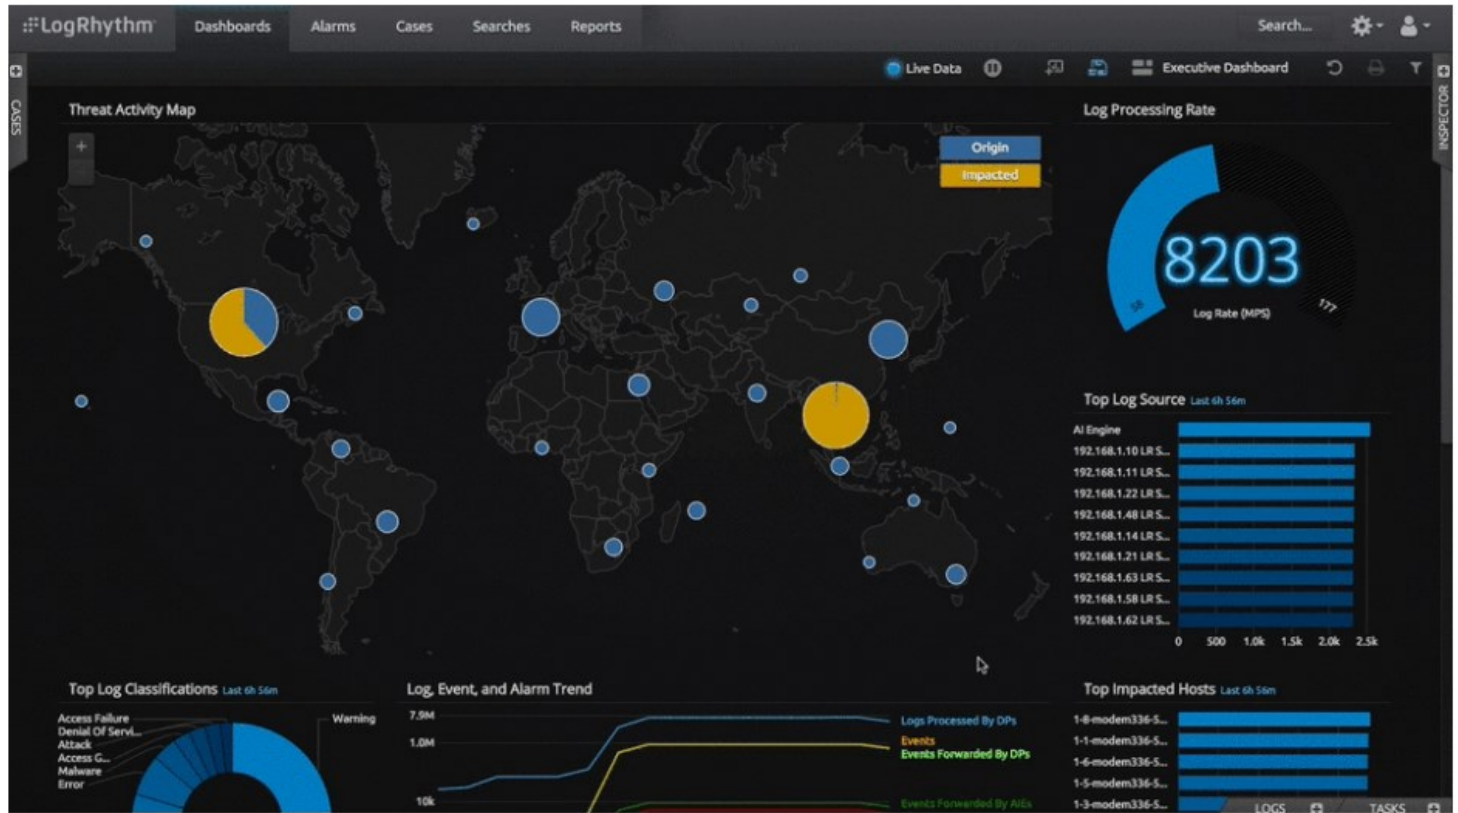 LogRhythm
Dashboards
Alarms
Cases
Searches
Reports
Search...
Live Data
Executive Dashboard
CASES
INSPECTOR
Threat Activity Map
+
Origin
Impacted
Log Processing Rate
8203
58
177
Log Rate (MPS)
Top Log Source Last 6h 56m
AI Engine
192.168.1.10 LR S...
192.168.1.11 LR S...
192.168.1.22 LR S...
192.168.1.48 LR S...
192.168.1.14 LR S...
192.168.1.21 LR S...
192.168.1.63 LR S...
192.168.1.58 LR S...
192.168.1.62 LR S...
0 500 1.0k 1.5k 2.0k 2.5k
Top Log Classifications Last 6h 56m
Access Failure
Denial Of Servi...
Attack
Access G...
Malware
Error
Warning
Log, Event, and Alarm Trend
7.9M
1.0M
10k
Logs Processed By DPs
Events
Events Forwarded By DPs
Events Forwarded By AIEs
Top Impacted Hosts Last 6h 56m
1-8-modem336-5...
1-1-modem336-5...
1-6-modem336-5...
1-5-modem336-5...
1-3-modem336-5...
LOGS
TASKS